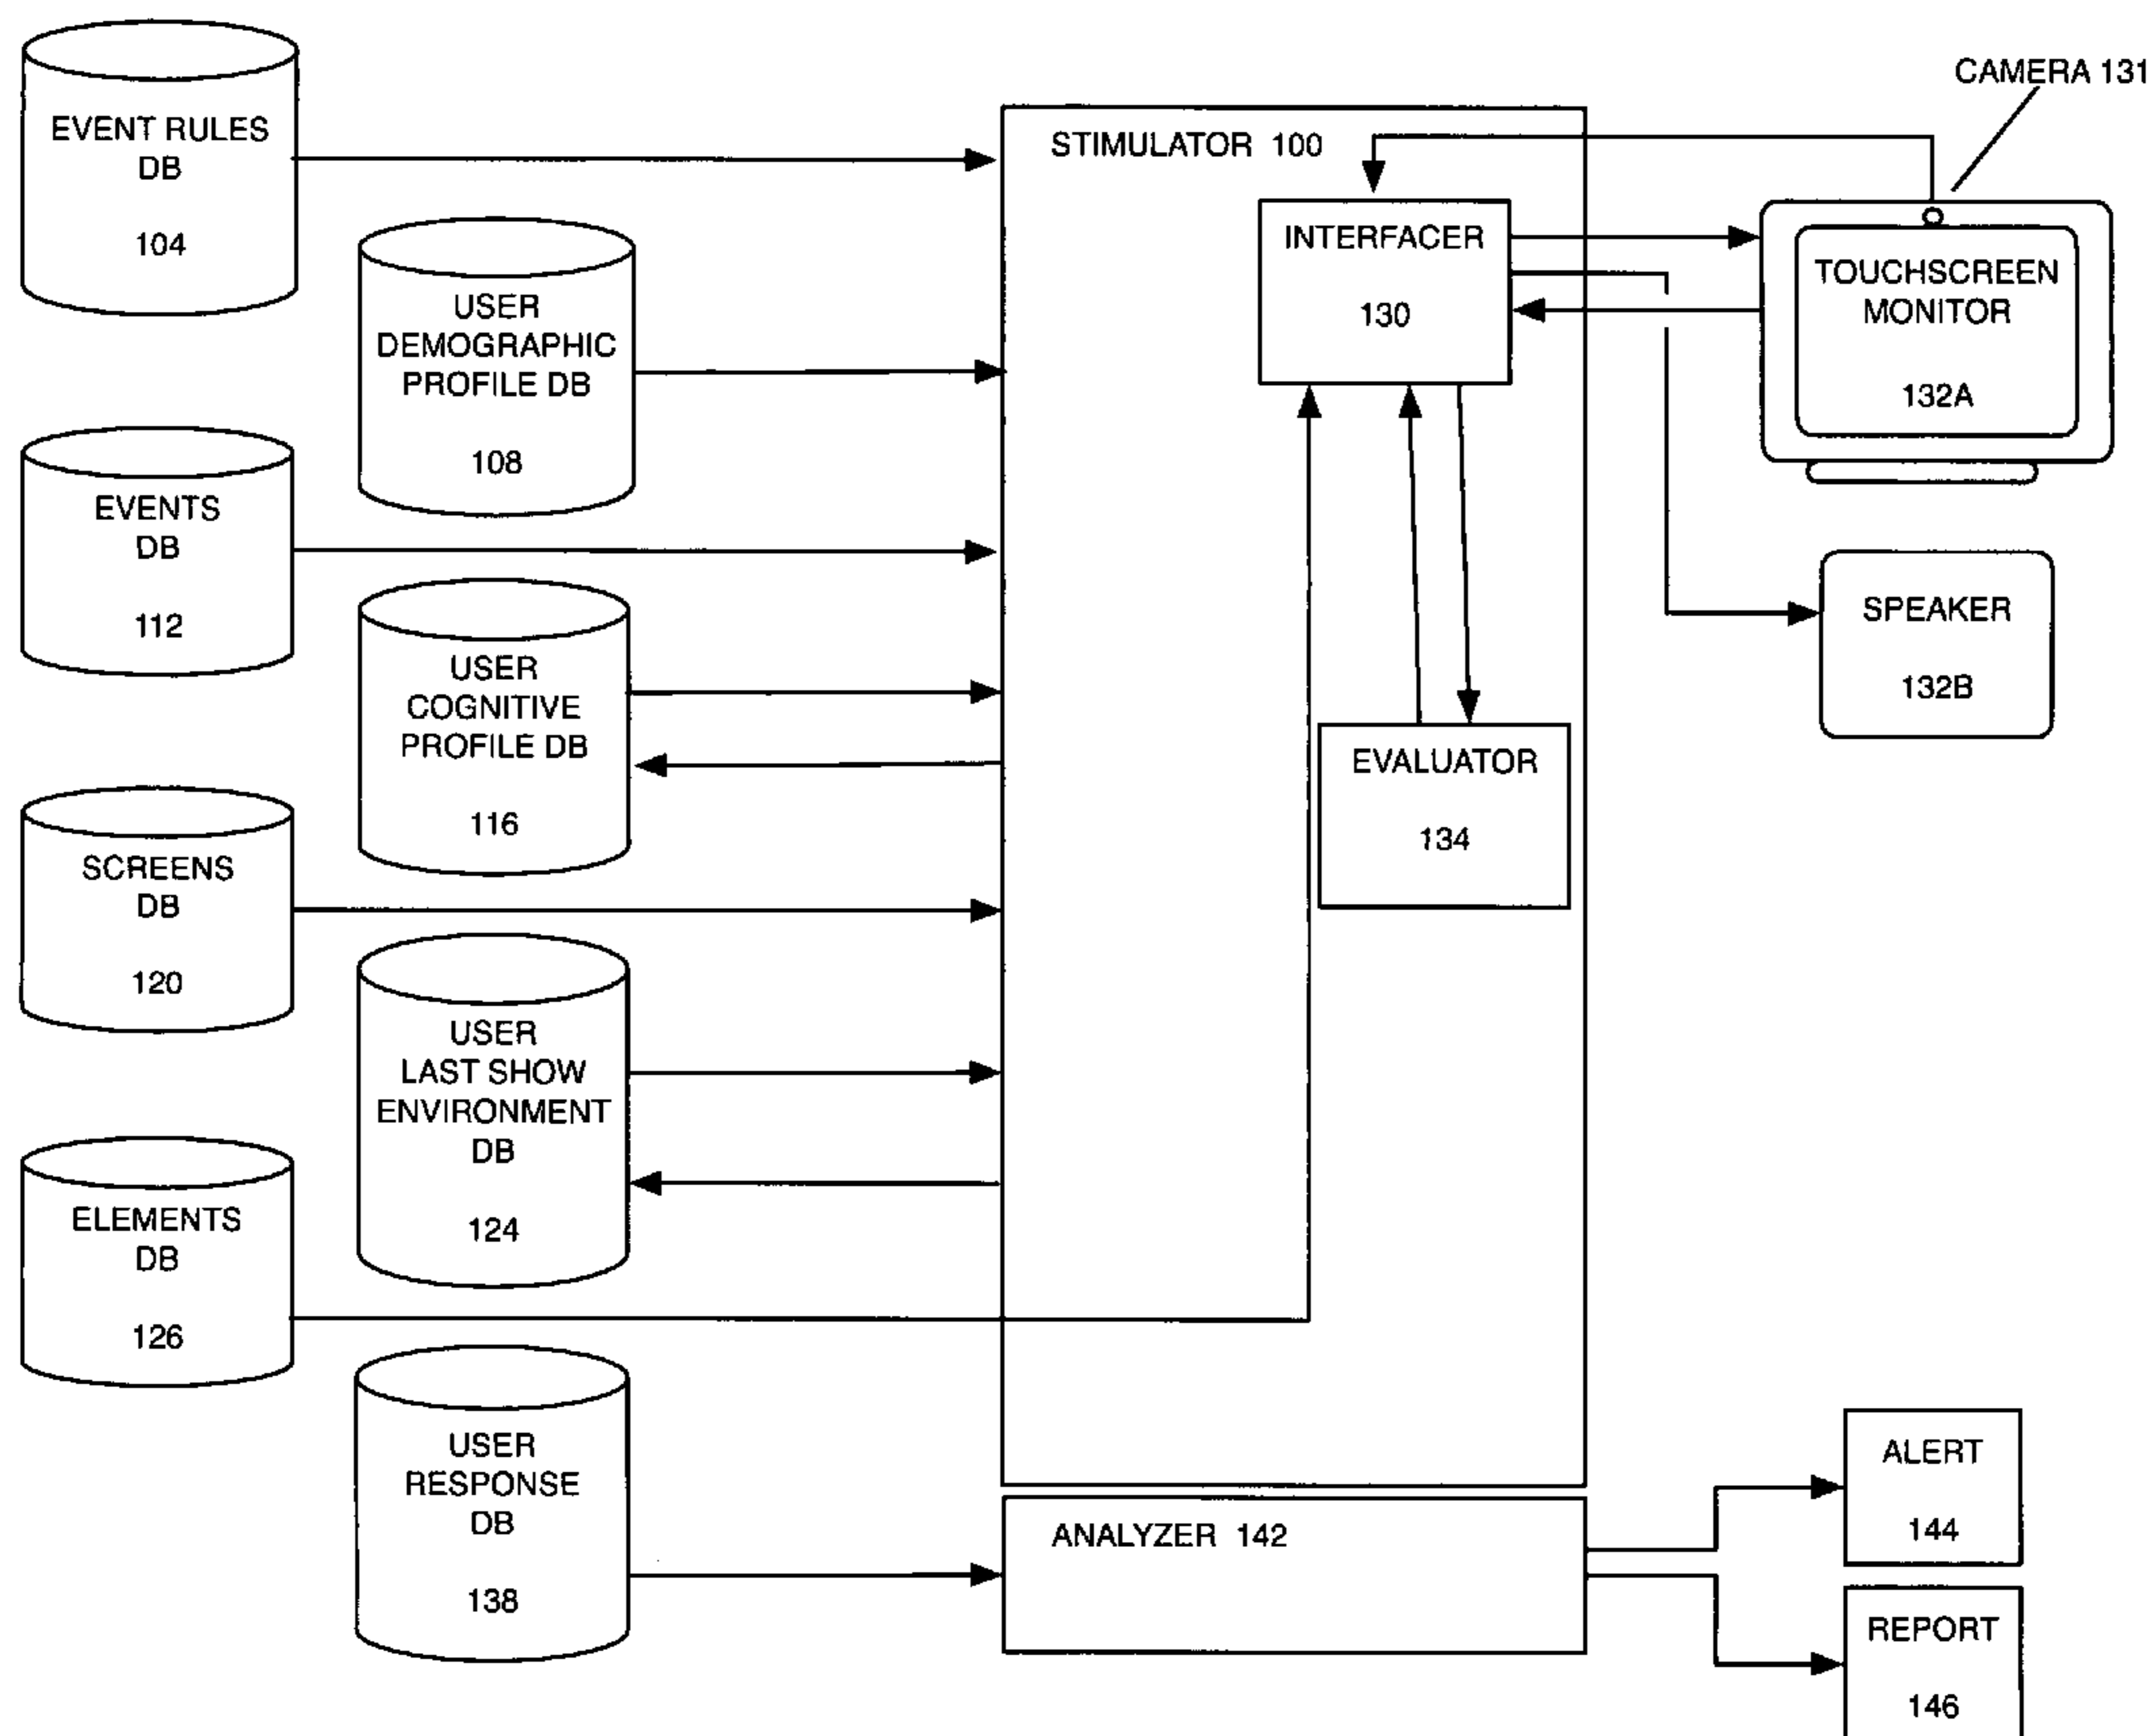 EVENT RULES
DB
104
USER
DEMOGRAPHIC
PROFILE DB
108
EVENTS
DB
112
USER
COGNITIVE
PROFILE DB
116
SCREENS
DB
120
USER
LAST SHOW
ENVIRONMENT
DB
124
ELEMENTS
DB
126
USER
RESPONSE
DB
138
STIMULATOR 100
INTERFACER
130
EVALUATOR
134
ANALYZER 142
CAMERA 131
TOUCHSCREEN
MONITOR
132A
SPEAKER
132B
ALERT
144
REPORT
146